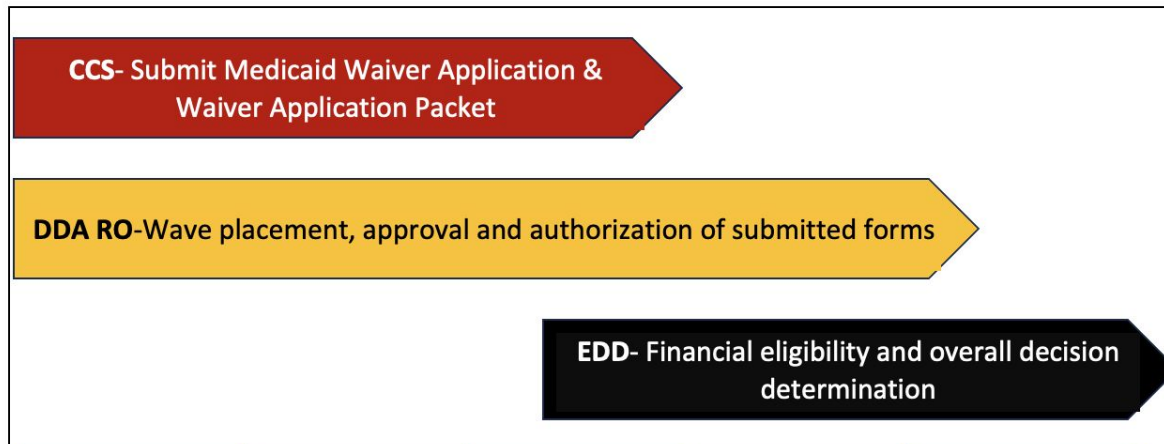 CCS- Submit Medicaid Waiver Application &
Waiver Application Packet
DDA RO-Wave placement, approval and authorization of submitted forms
EDD- Financial eligibility and overall decision
determination